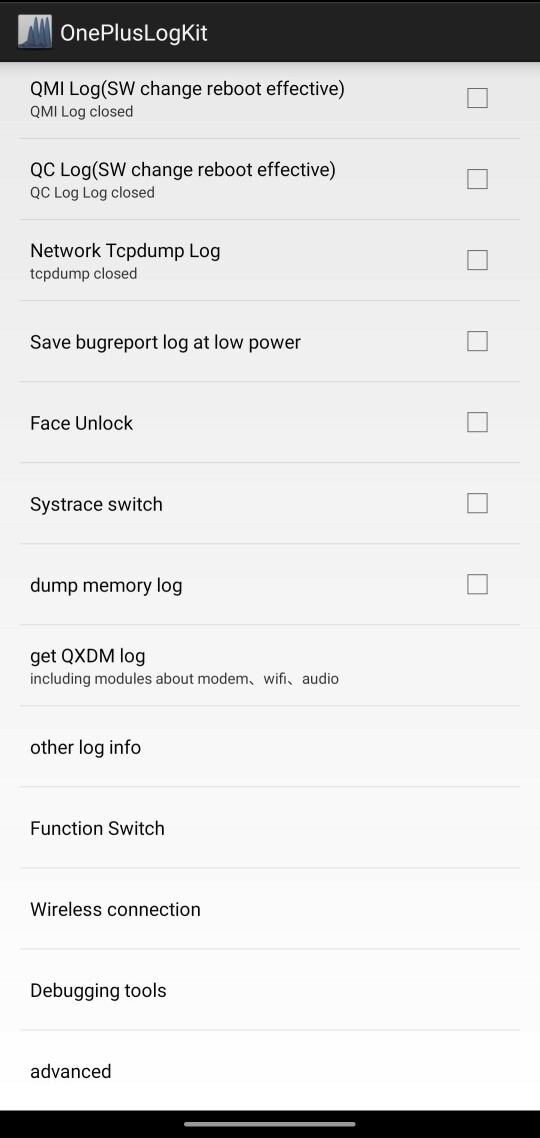 OnePlusLogKit
QMI Log(SW change reboot effective)
QMI Log closed
QC Log(SW change reboot effective)
QC Log Log closed
Network Tcpdump Log
tcpdump closed
Save bugreport log at low power
Face Unlock
Systrace switch
dump memory log
get QXDM log
including modules about modem、wifi、audio
other log info
Function Switch
Wireless connection
Debugging tools
advanced